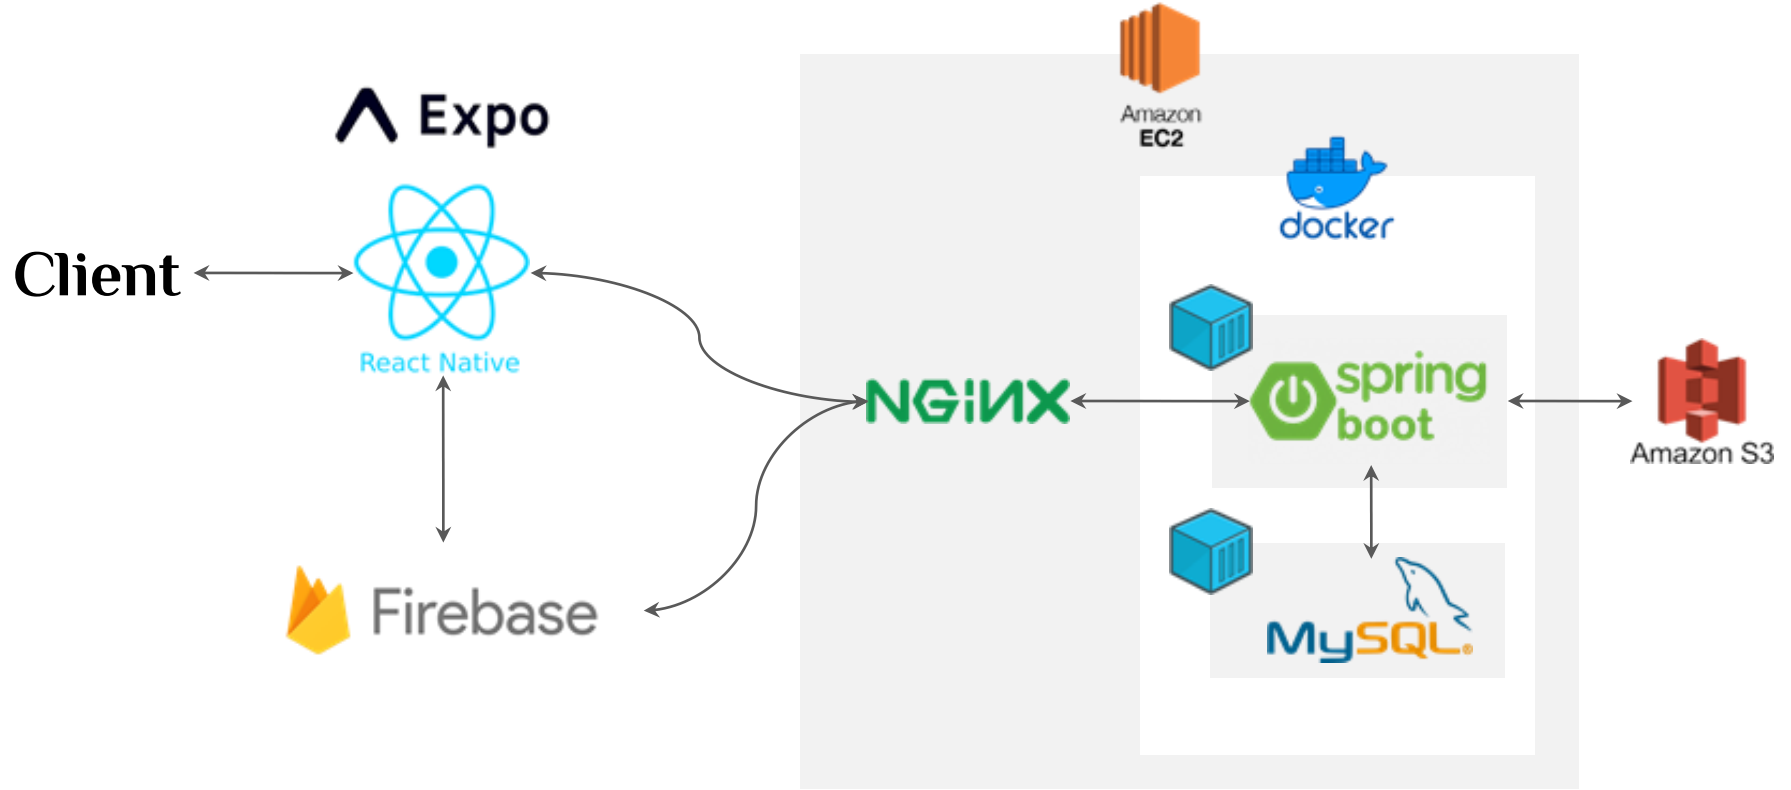 Amazon
EC2
Expo
docker
Client
React Native
spring
boot
NGINX
Amazon S3
Firebase
MySQL®